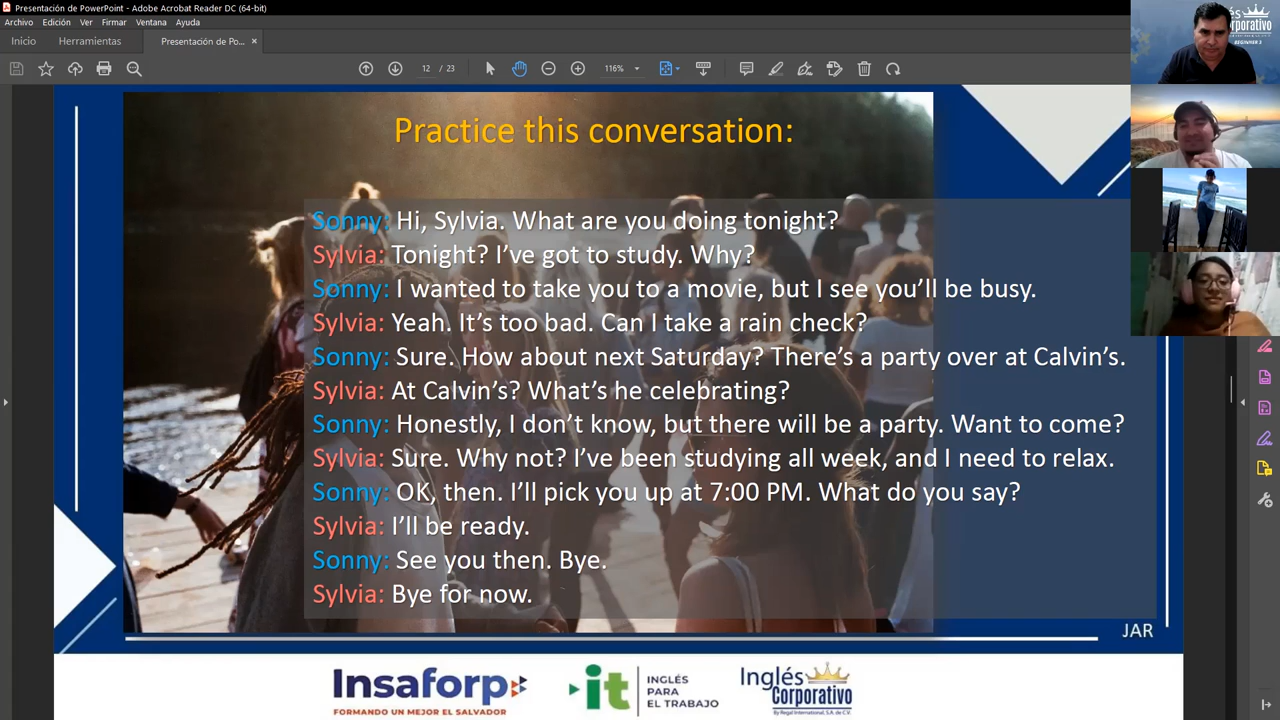 Presentación de PowerPoint - Adobe Acrobat Reader DC (64-bit)
Archivo Edición Ver Firmar Ventana Ayuda
Inicio Herramientas Presentación de Po... ×
12 / 23 116%
Practice this conversation:
Sonny: Hi, Sylvia. What are you doing tonight?
Sylvia: Tonight? I’ve got to study. Why?
Sonny: I wanted to take you to a movie, but I see you’ll be busy.
Sylvia: Yeah. It’s too bad. Can I take a rain check?
Sonny: Sure. How about next Saturday? There’s a party over at Calvin’s.
Sylvia: At Calvin’s? What’s he celebrating?
Sonny: Honestly, I don’t know, but there will be a party. Want to come?
Sylvia: Sure. Why not? I’ve been studying all week, and I need to relax.
Sonny: OK, then. I’ll pick you up at 7:00 PM. What do you say?
Sylvia: I’ll be ready.
Sonny: See you then. Bye.
Sylvia: Bye for now.
JAR
Insaforp
FORMANDO UN MEJOR EL SALVADOR
it
INGLÉS
PARA
EL TRABAJO
Inglés
Corporativo
By Regal International, S.A. de C.V.
BEGINNER 2